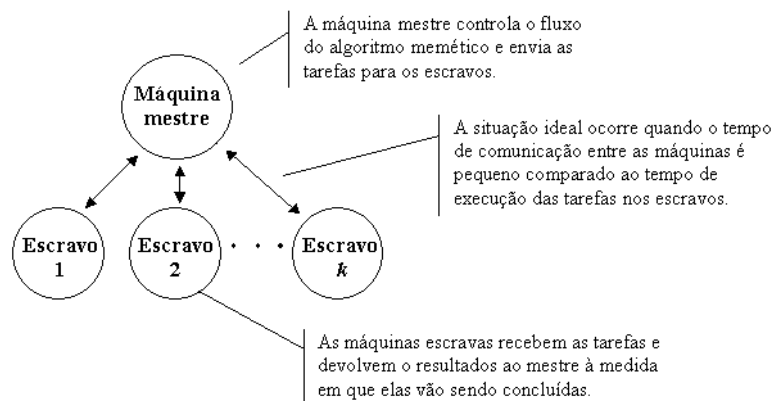 A máquina mestre controla o fluxo
do algoritmo memético e envia as
tarefas para os escravos.
Máquina
mestre
A situação ideal ocorre quando o tempo
de comunicação entre as máquinas é
pequeno comparado ao tempo de
execução das tarefas nos escravos.
Escravo
1
Escravo
2
. . .
Escravo
k
As máquinas escravas recebem as tarefas e
devolvem o resultados ao mestre à medida
em que elas vão sendo concluídas.